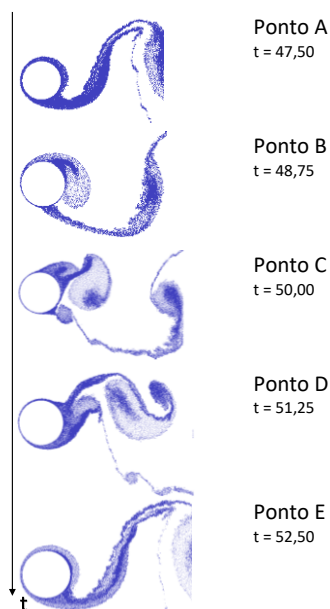 Ponto A
t = 47,50
Ponto B
t = 48,75
Ponto C
t = 50,00
Ponto D
t = 51,25
Ponto E
t = 52,50
t